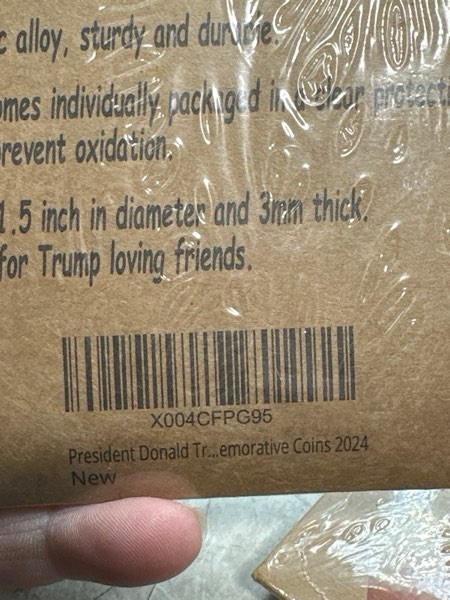 c alloy, sturdy and durable.
omes individually packaged in a clear protecti
revent oxidation.
1.5 inch in diameter and 3mm thick.
for Trump loving friends.
X004CFPG95
President Donald Tr...emorative Coins 2024
New